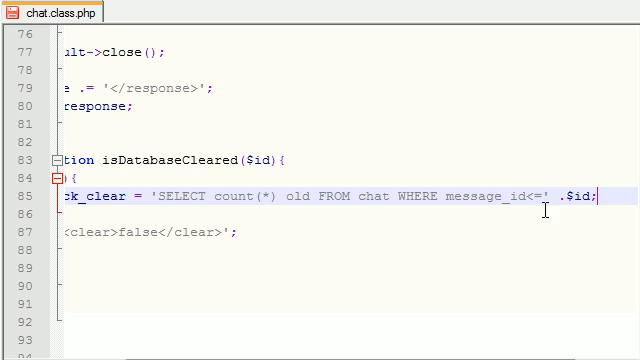 chat.class.php
76
77 ult->close();
78
79 e .= '</response>';
80 response;
81
82
83 tion isDatabaseCleared($id){
84 ){
85 ck_clear = 'SELECT count(*) old FROM chat WHERE message_id<=' .$id;
86
87 <clear>false</clear>';
88
89
90
91
92
93